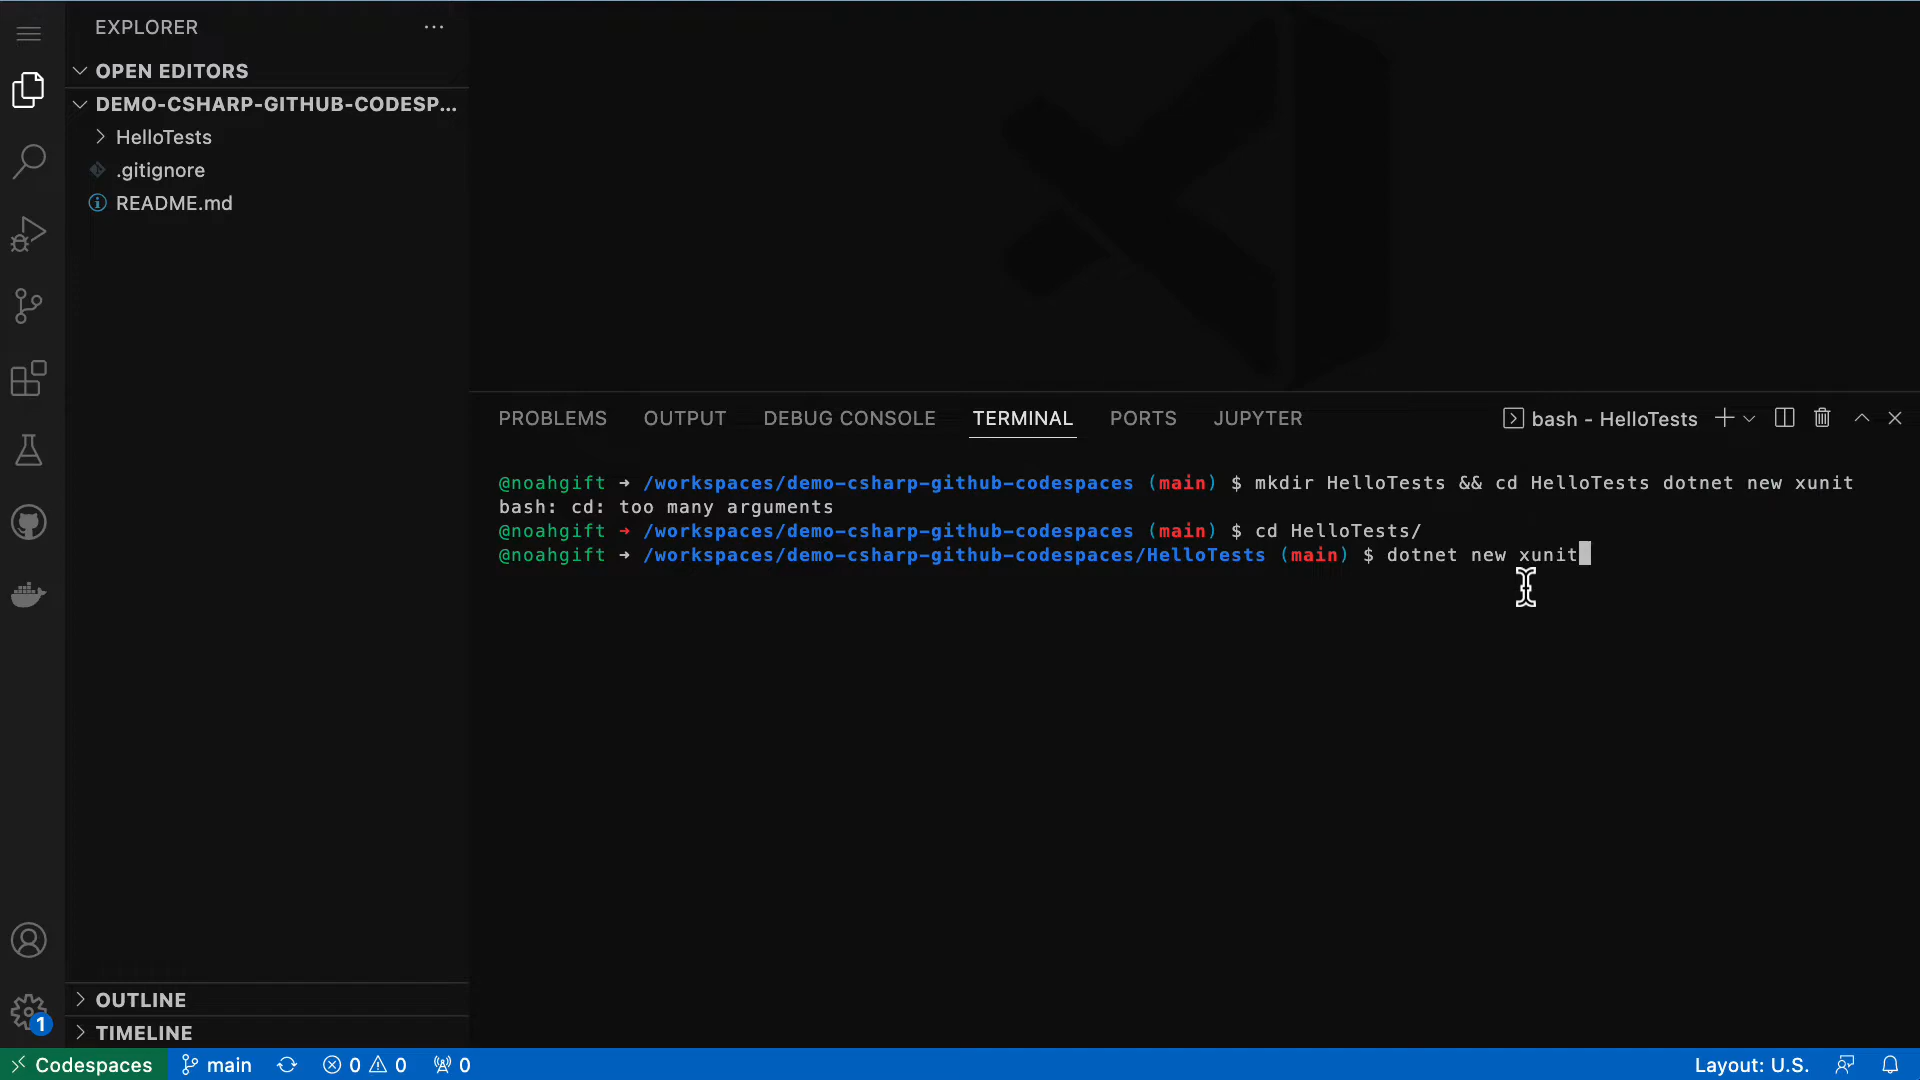 EXPLORER
OPEN EDITORS
DEMO-CSHARP-GITHUB-CODESP...
HelloTests
.gitignore
README.md
PROBLEMS OUTPUT DEBUG CONSOLE TERMINAL PORTS JUPYTER bash - HelloTests
@noahgift → /workspaces/demo-csharp-github-codespaces (main) $ mkdir HelloTests && cd HelloTests dotnet new xunit
bash: cd: too many arguments
@noahgift → /workspaces/demo-csharp-github-codespaces (main) $ cd HelloTests/
@noahgift → /workspaces/demo-csharp-github-codespaces/HelloTests (main) $ dotnet new xunit
OUTLINE
1
TIMELINE
Codespaces main 0 0 0 Layout: U.S.